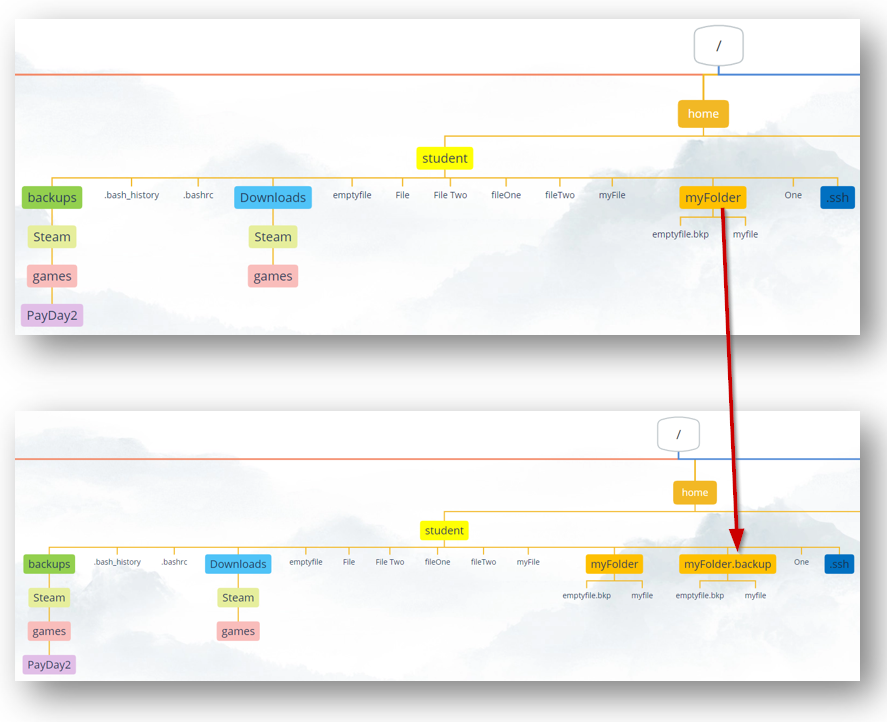 /
home
student
backups .bash_history .bashrc Downloads emptyfile File File Two fileOne fileTwo myFile myFolder One .ssh
Steam Steam emptyfile.bkp myfile
games games
PayDay2
/
home
student
backups .bash_history .bashrc Downloads emptyfile File File Two fileOne fileTwo myFile myFolder myFolder.backup One .ssh
Steam Steam emptyfile.bkp myfile emptyfile.bkp myfile
games games
PayDay2